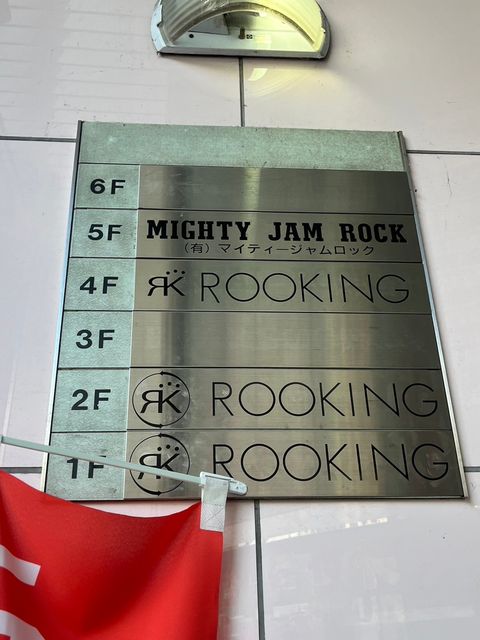 6F
5F MIGHTY JAM ROCK
（有）マイティージャムロック
4F RK ROOKING
3F
2F RK ROOKING
1F RK ROOKING